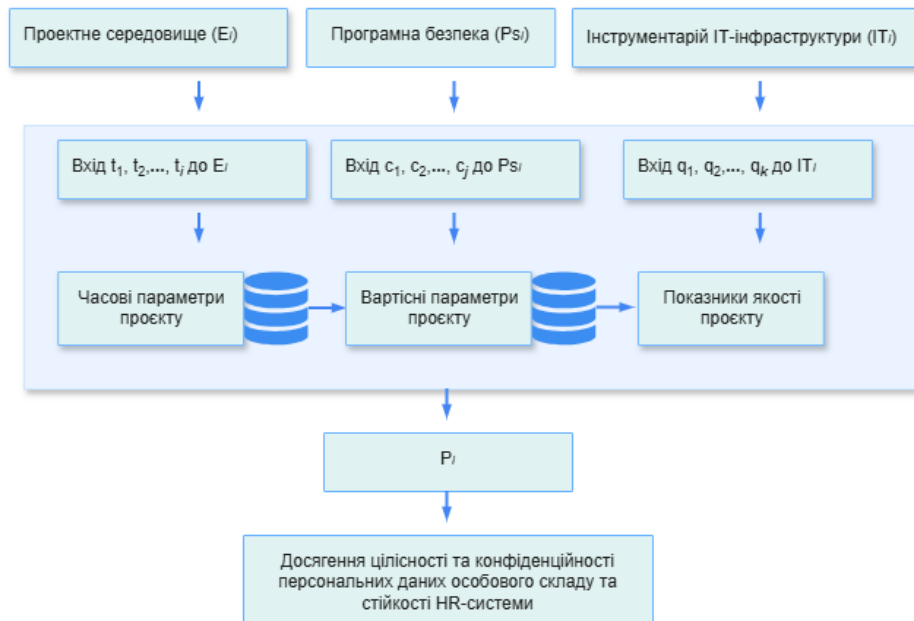 Проектне середовище (Eᵢ)
Програмна безпека (Psᵢ)
Інструментарій IT-інфраструктури (ITᵢ)
Вхід t₁, t₂,..., tᵢ до Eᵢ
Вхід c₁, c₂,..., cⱼ до Psᵢ
Вхід q₁, q₂,..., qₖ до ITᵢ
Часові параметри
проєкту
Вартісні параметри
проєкту
Показники якості
проєкту
Pᵢ
Досягення цілісності та конфіденційності
персональних даних особового складу та
стійкості HR-системи